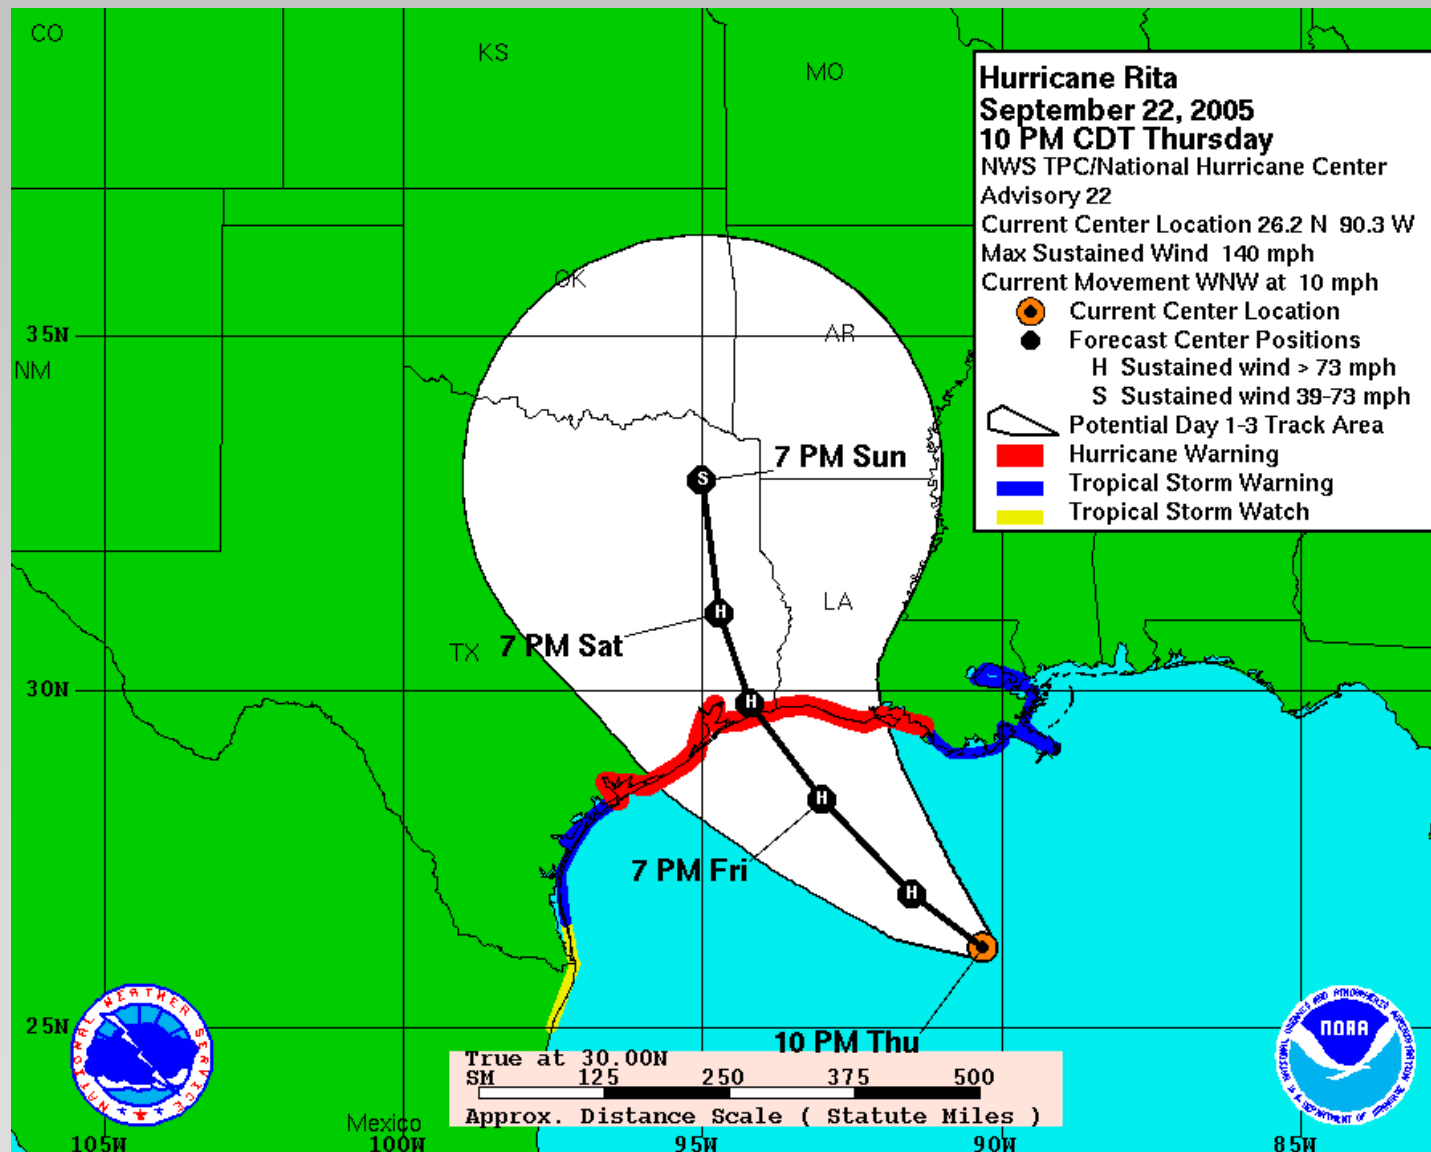 CO
KS
MO
Hurricane Rita
September 22, 2005
10 PM CDT Thursday
NWS TPC/National Hurricane Center
Advisory 22
Current Center Location 26.2 N 90.3 W
Max Sustained Wind 140 mph
Current Movement WNW at 10 mph
Current Center Location
Forecast Center Positions
H Sustained wind > 73 mph
S Sustained wind 39-73 mph
Potential Day 1-3 Track Area
Hurricane Warning
Tropical Storm Warning
Tropical Storm Watch
OK
35N
AR
NM
7 PM Sun
S
LA
H
7 PM Sat
TX
30N
H
H
7 PM Fri
H
25N
10 PM Thu
NATIONAL WEATHER SERVICE
NOAA
True at 30.00N
SM 125 250 375 500
Approx. Distance Scale ( Statute Miles )
Mexico
105W 100W 95W 90W 85W